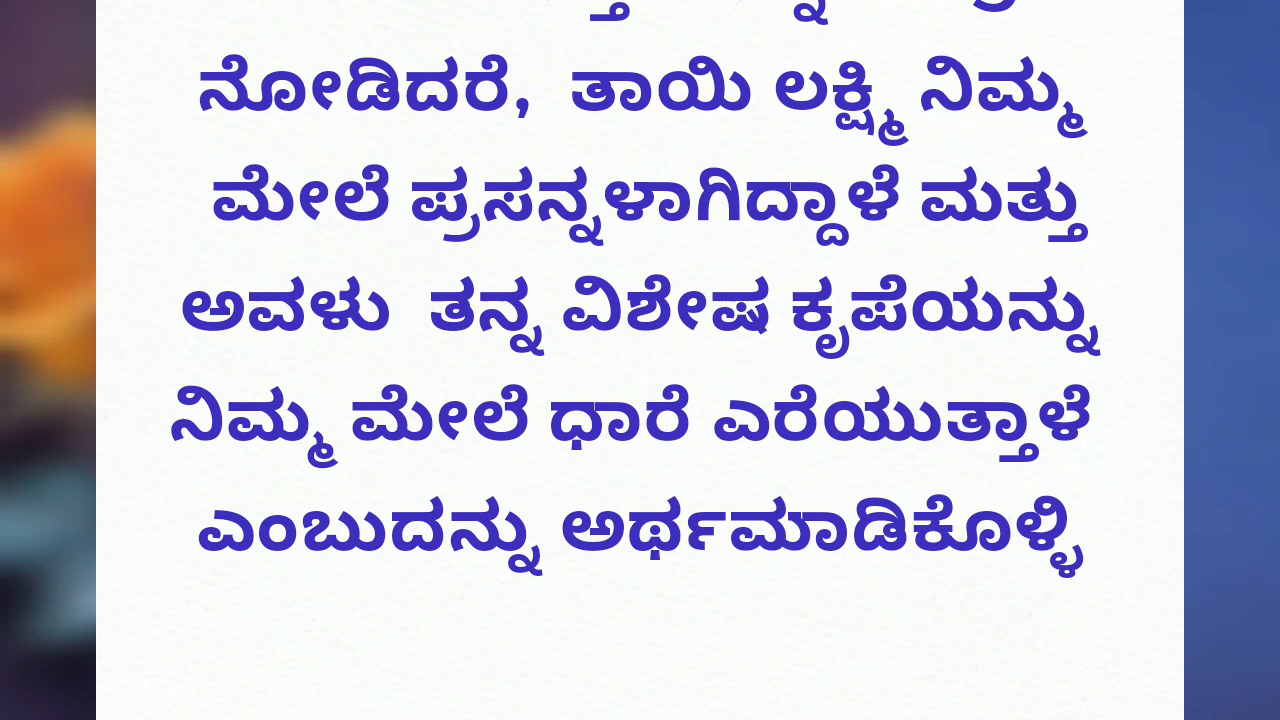 ನೋಡಿದರೆ, ತಾಯಿ ಲಕ್ಷ್ಮಿ ನಿಮ್ಮ
ಮೇಲೆ ಪ್ರಸನ್ನಳಾಗಿದ್ದಾಳೆ ಮತ್ತು
ಅವಳು ತನ್ನ ವಿಶೇಷ ಕೃಪೆಯನ್ನು
ನಿಮ್ಮ ಮೇಲೆ ಧಾರೆ ಎರೆಯುತ್ತಾಳೆ
ಎಂಬುದನ್ನು ಅರ್ಥಮಾಡಿಕೊಳ್ಳಿ